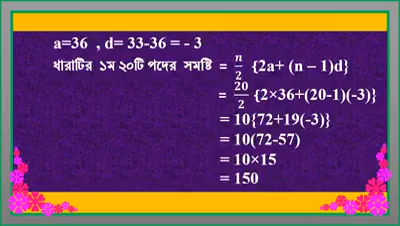 a=36 , d= 33-36 = - 3
ধারাটির ১ম ২০টি পদের সমষ্টি = n/2 {2a+ (n – 1)d}
= 20/2 {2×36+(20-1)(-3)}
= 10{72+19(-3)}
= 10(72-57)
= 10×15
= 150